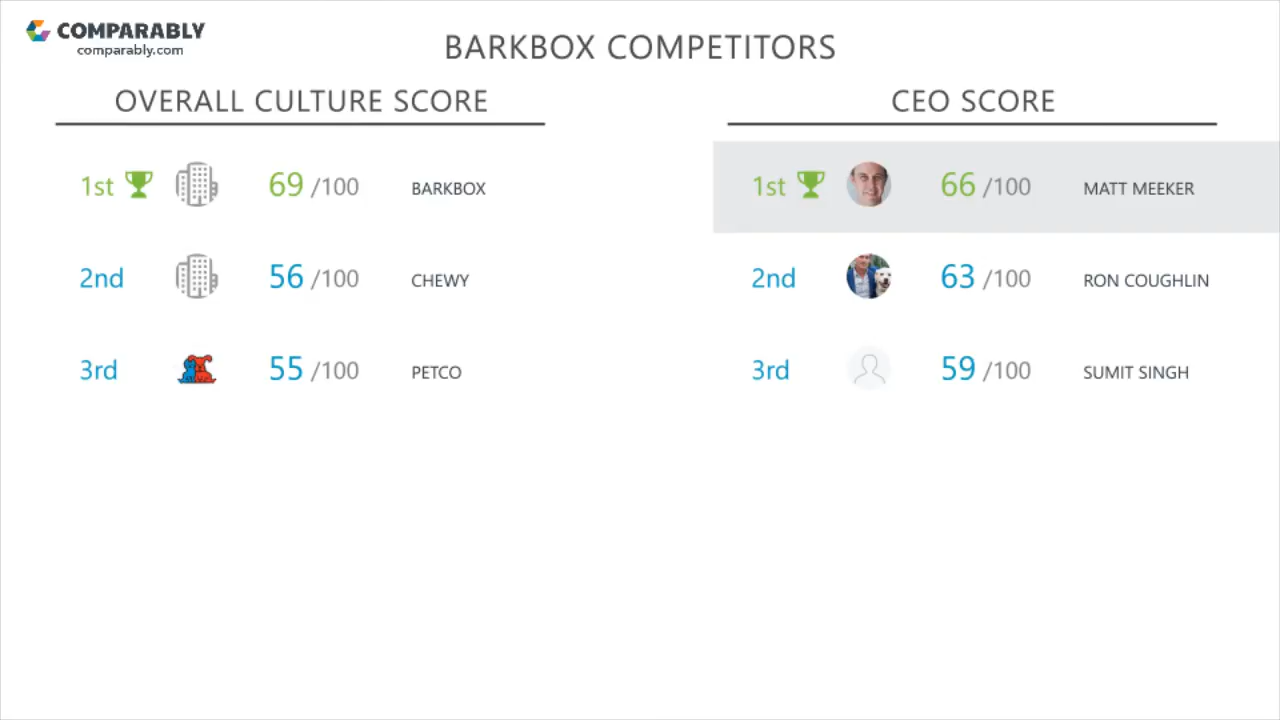 COMPARABLY
comparably.com
BARKBOX COMPETITORS
OVERALL CULTURE SCORE
1st 69 /100 BARKBOX
2nd 56 /100 CHEWY
3rd 55 /100 PETCO
CEO SCORE
1st 66 /100 MATT MEEKER
2nd 63 /100 RON COUGHLIN
3rd 59 /100 SUMIT SINGH